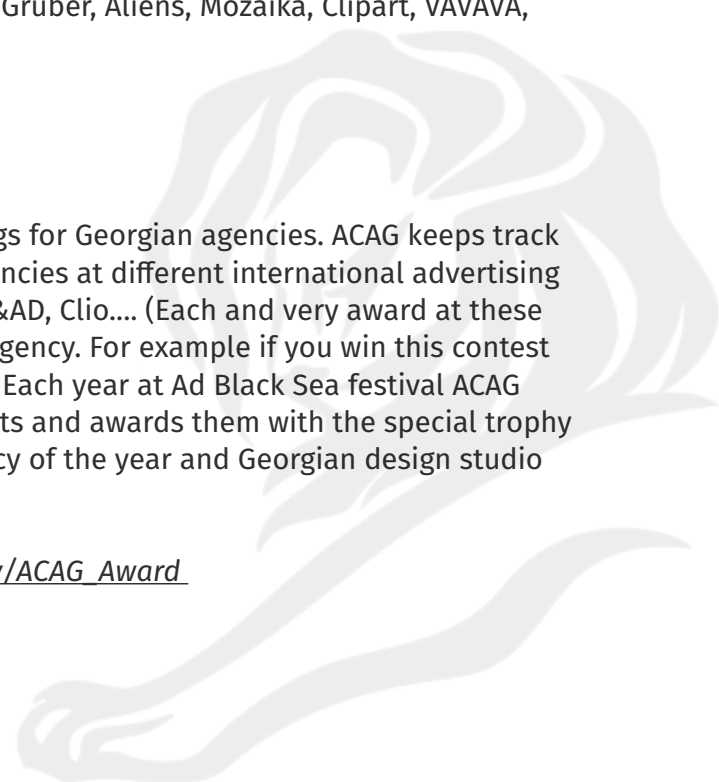 Gruber, Aliens, Mozaika, Clipart, VAVAVA,
gs for Georgian agencies. ACAG keeps track
ncies at different international advertising
&AD, Clio.... (Each and very award at these
gency. For example if you win this contest
Each year at Ad Black Sea festival ACAG
ts and awards them with the special trophy
cy of the year and Georgian design studio
/ACAG_Award